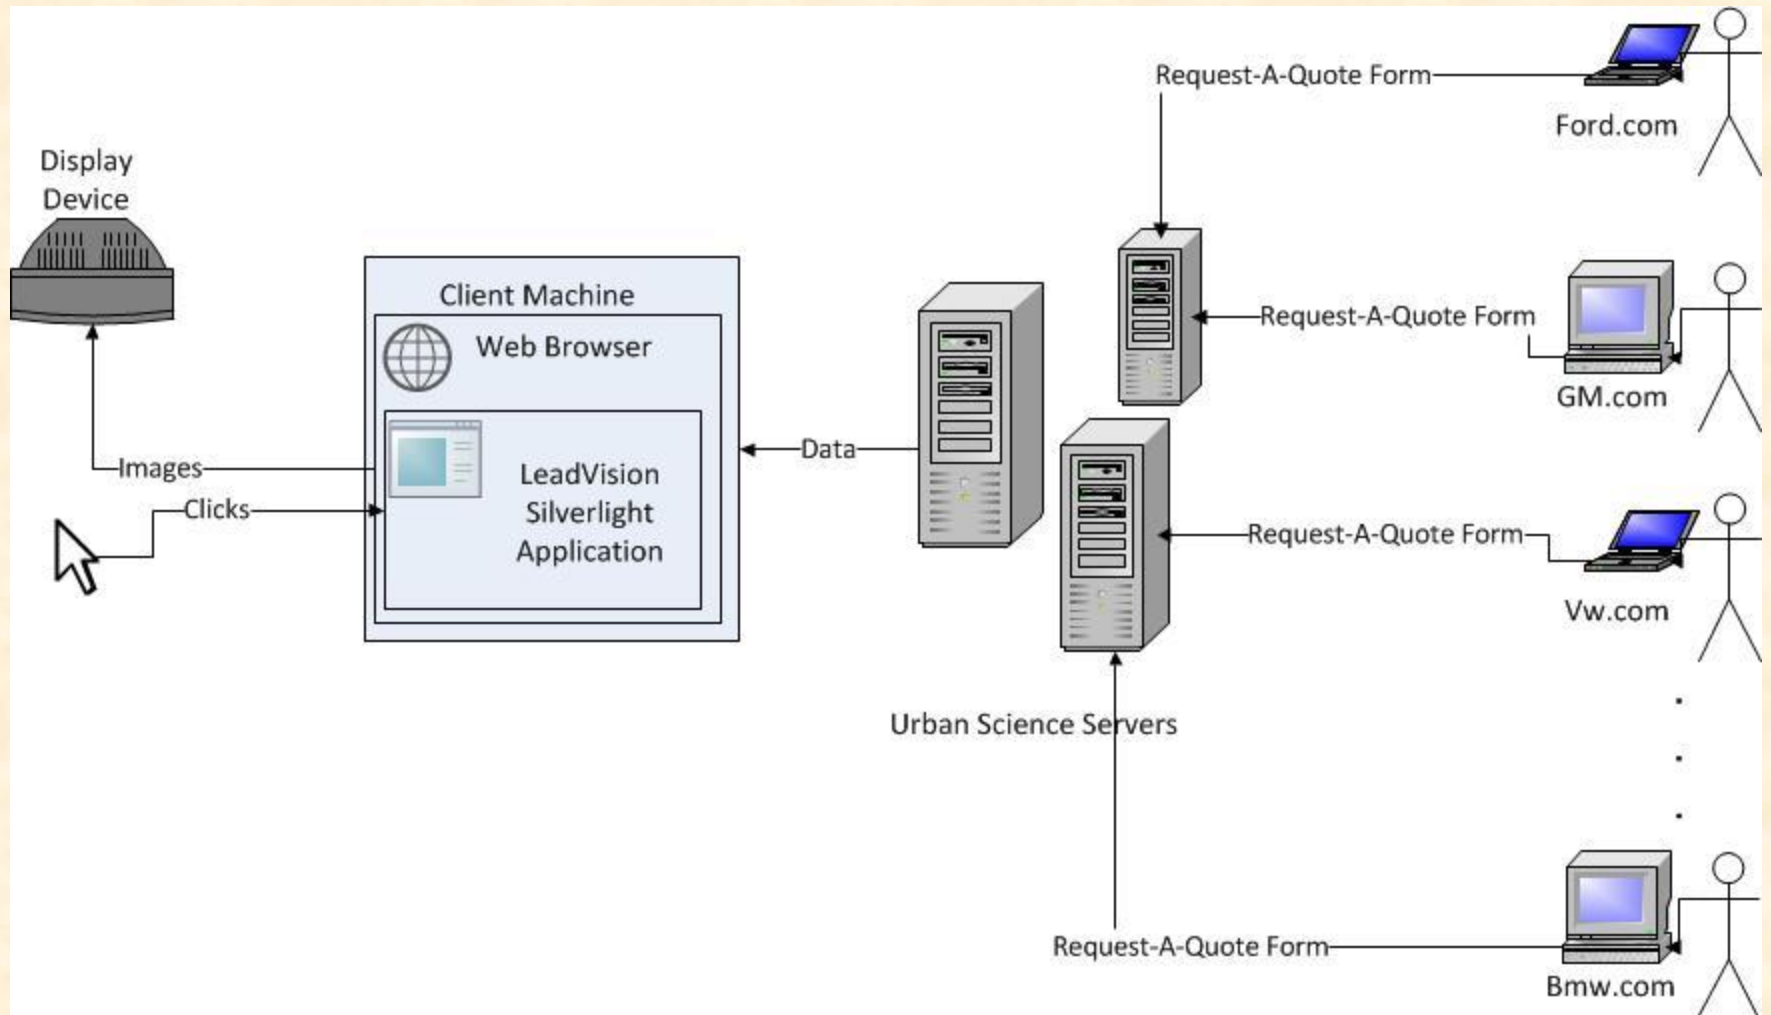 Display
Device
Images
Clicks
Client Machine
Web Browser
LeadVision
Silverlight
Application
Data
Urban Science Servers
Request-A-Quote Form
Ford.com
Request-A-Quote Form
GM.com
Request-A-Quote Form
Vw.com
Request-A-Quote Form
Bmw.com